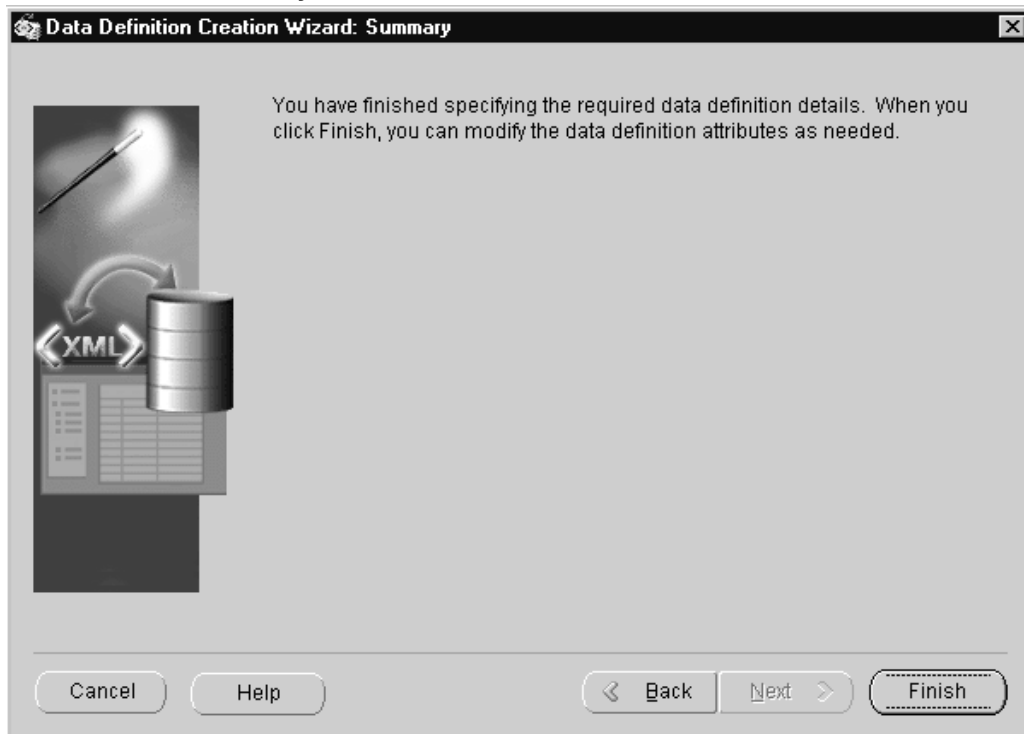 Data Definition Creation Wizard: Summary
You have finished specifying the required data definition details. When you
click Finish, you can modify the data definition attributes as needed.
<XML>
Cancel
Help
Back
Next
Finish